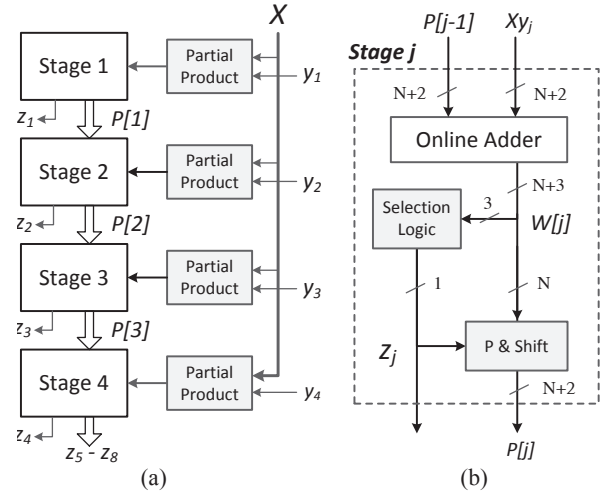 X
Stage 1
Partial Product
y1
z1
P[1]
Stage 2
Partial Product
y2
z2
P[2]
Stage 3
Partial Product
y3
z3
P[3]
Stage 4
Partial Product
y4
z4
z5 - z8
(a)
P[j-1]
Xyj
Stage j
N+2
N+2
Online Adder
N+3
Selection Logic
3
W[j]
1
N
zj
P & Shift
N+2
P[j]
(b)